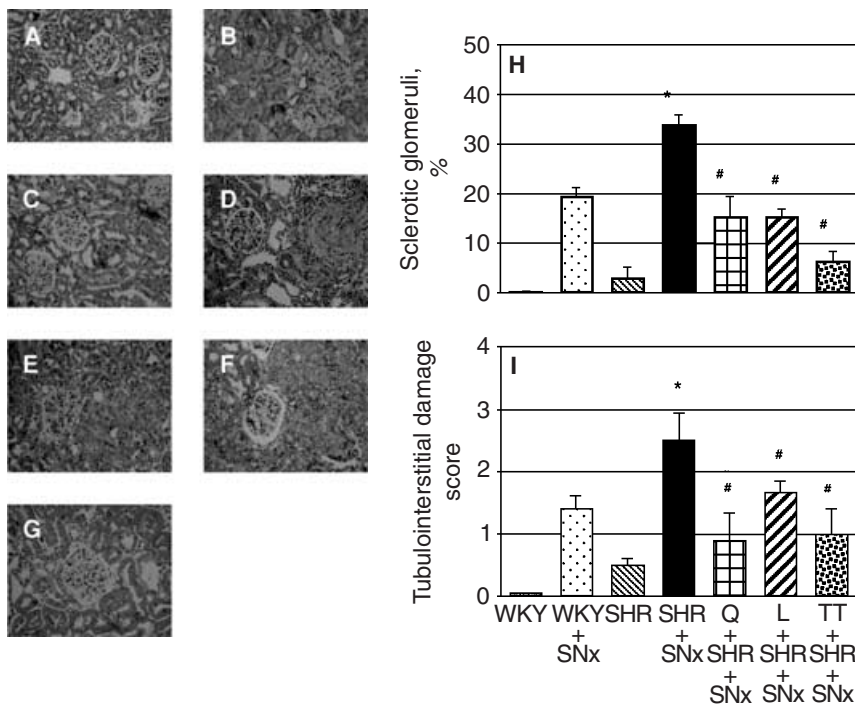 A
B
C
D
E
F
G
H
Sclerotic glomeruli,
%
50
40
30
20
10
0
*
#
#
#
I
Tubulointerstitial damage
score
4
3
2
1
0
*
#
#
#
WKY
WKY
+
SNx
SHR
SHR
+
SNx
Q
+
SHR
+
SNx
L
+
SHR
+
SNx
TT
+
SHR
+
SNx